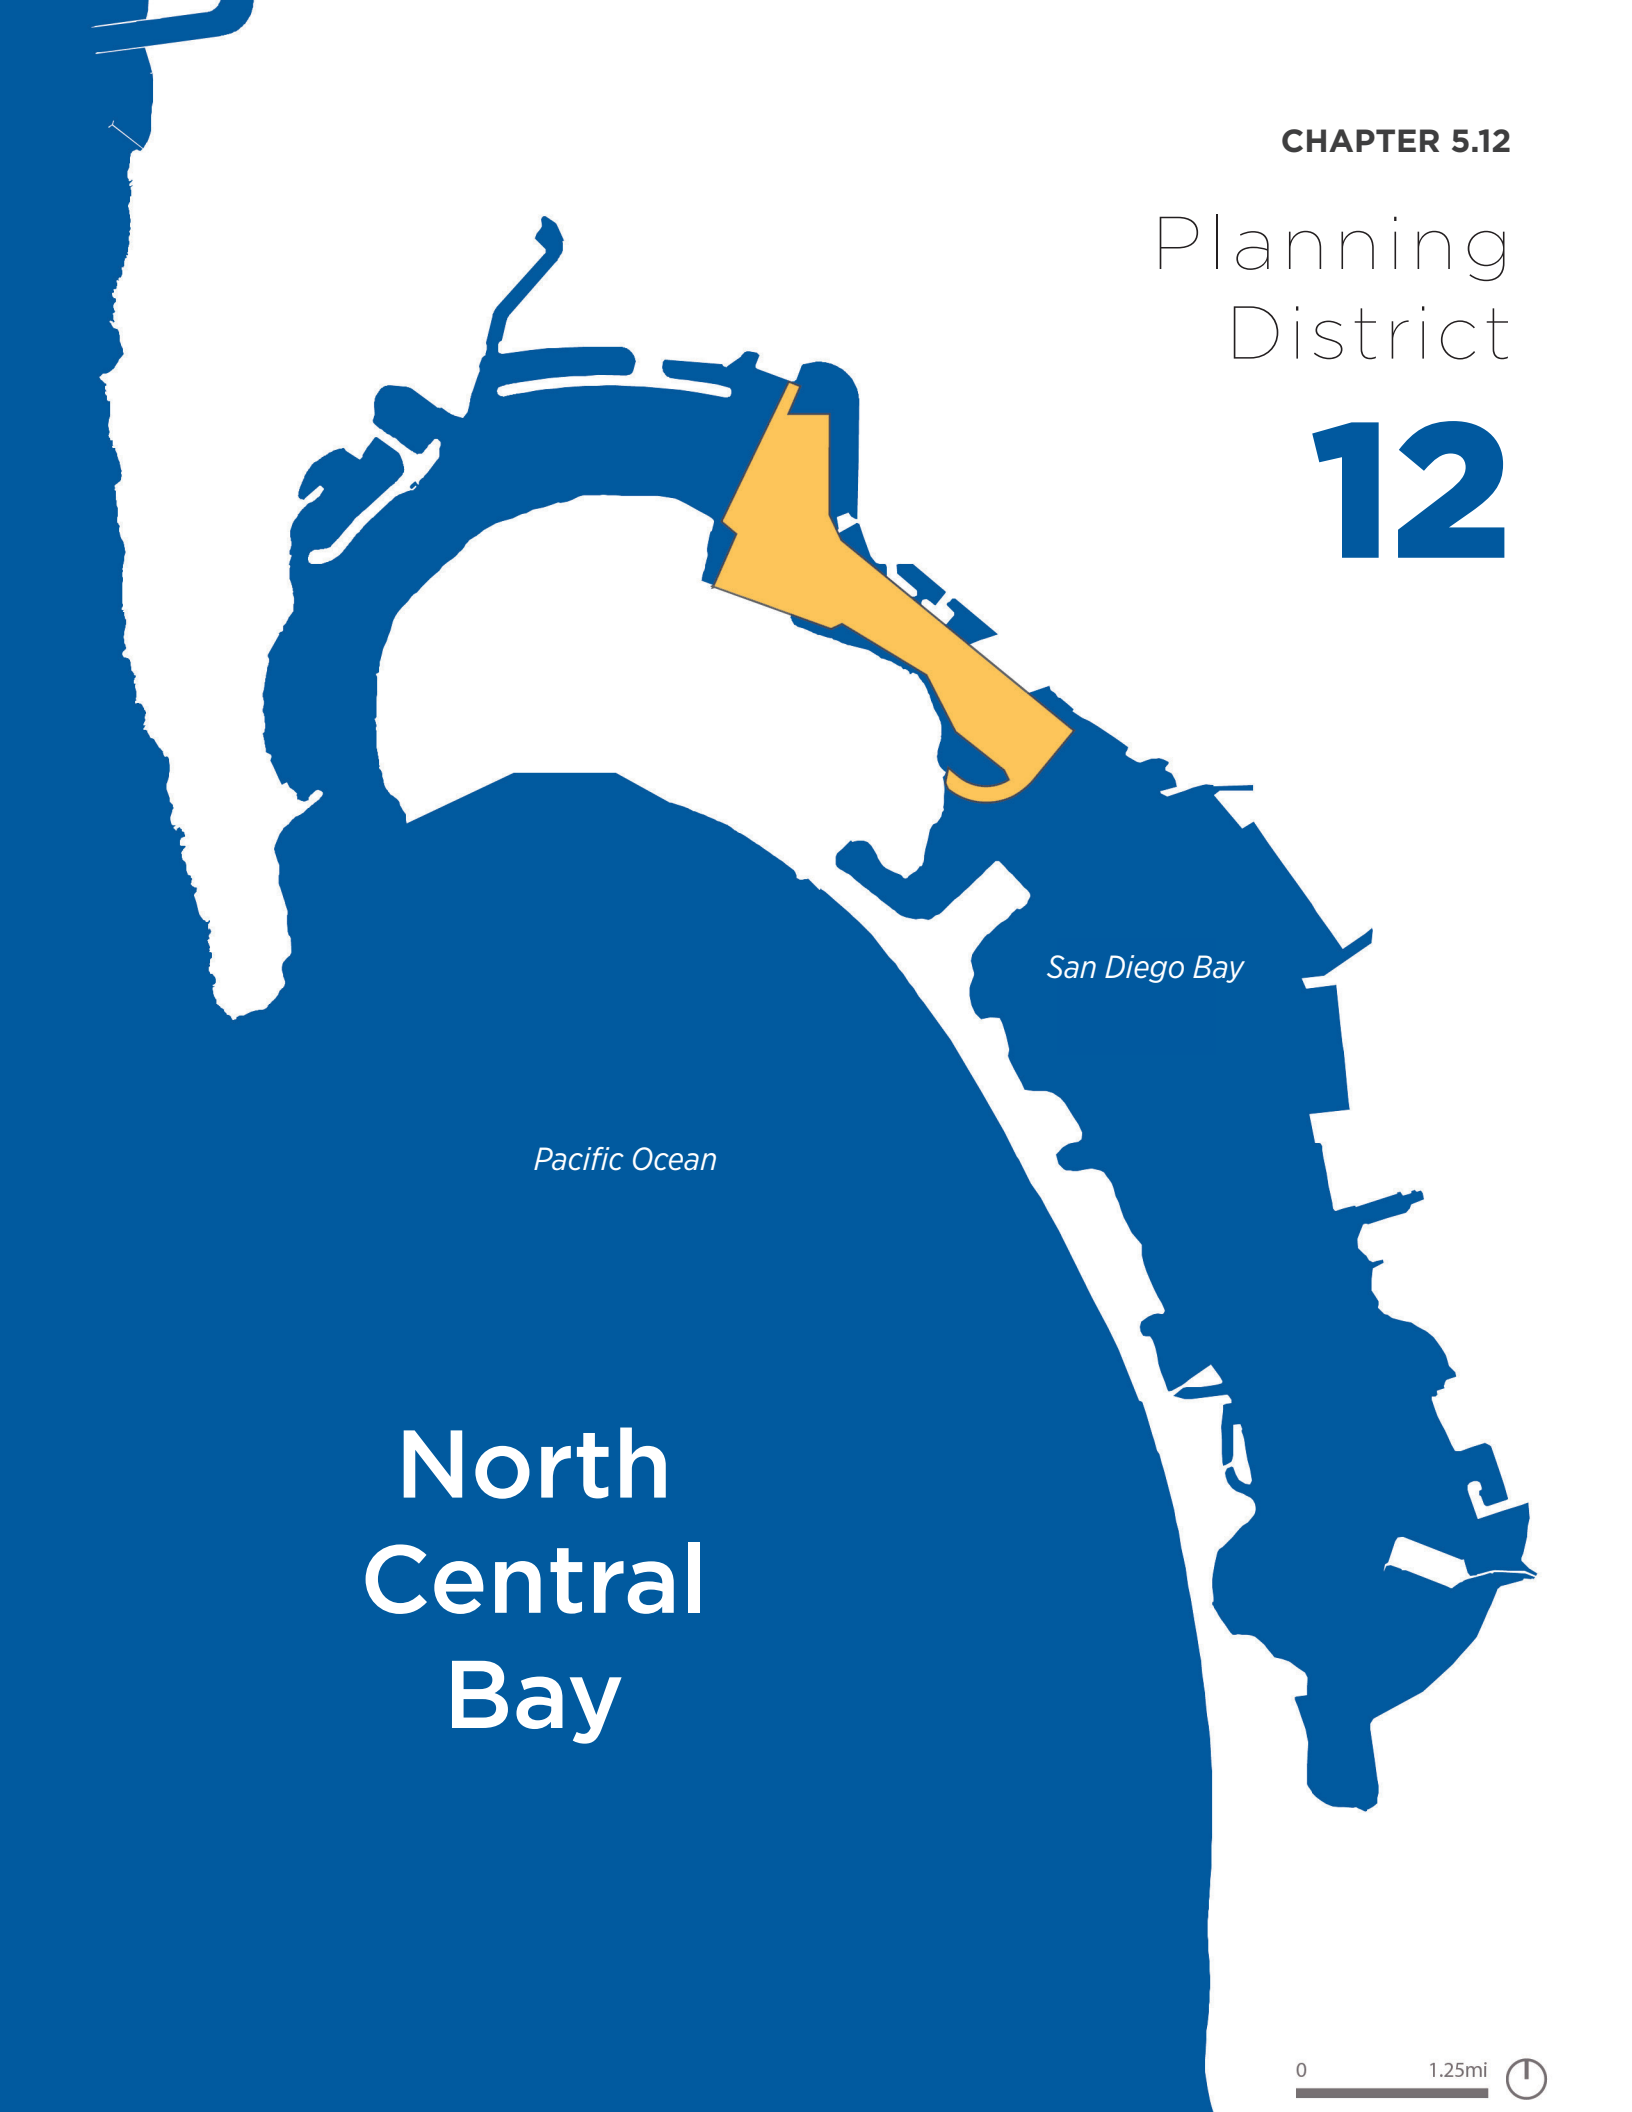 CHAPTER 5.12
Planning
District
12
San Diego Bay
Pacific Ocean
North
Central
Bay
0 1.25mi